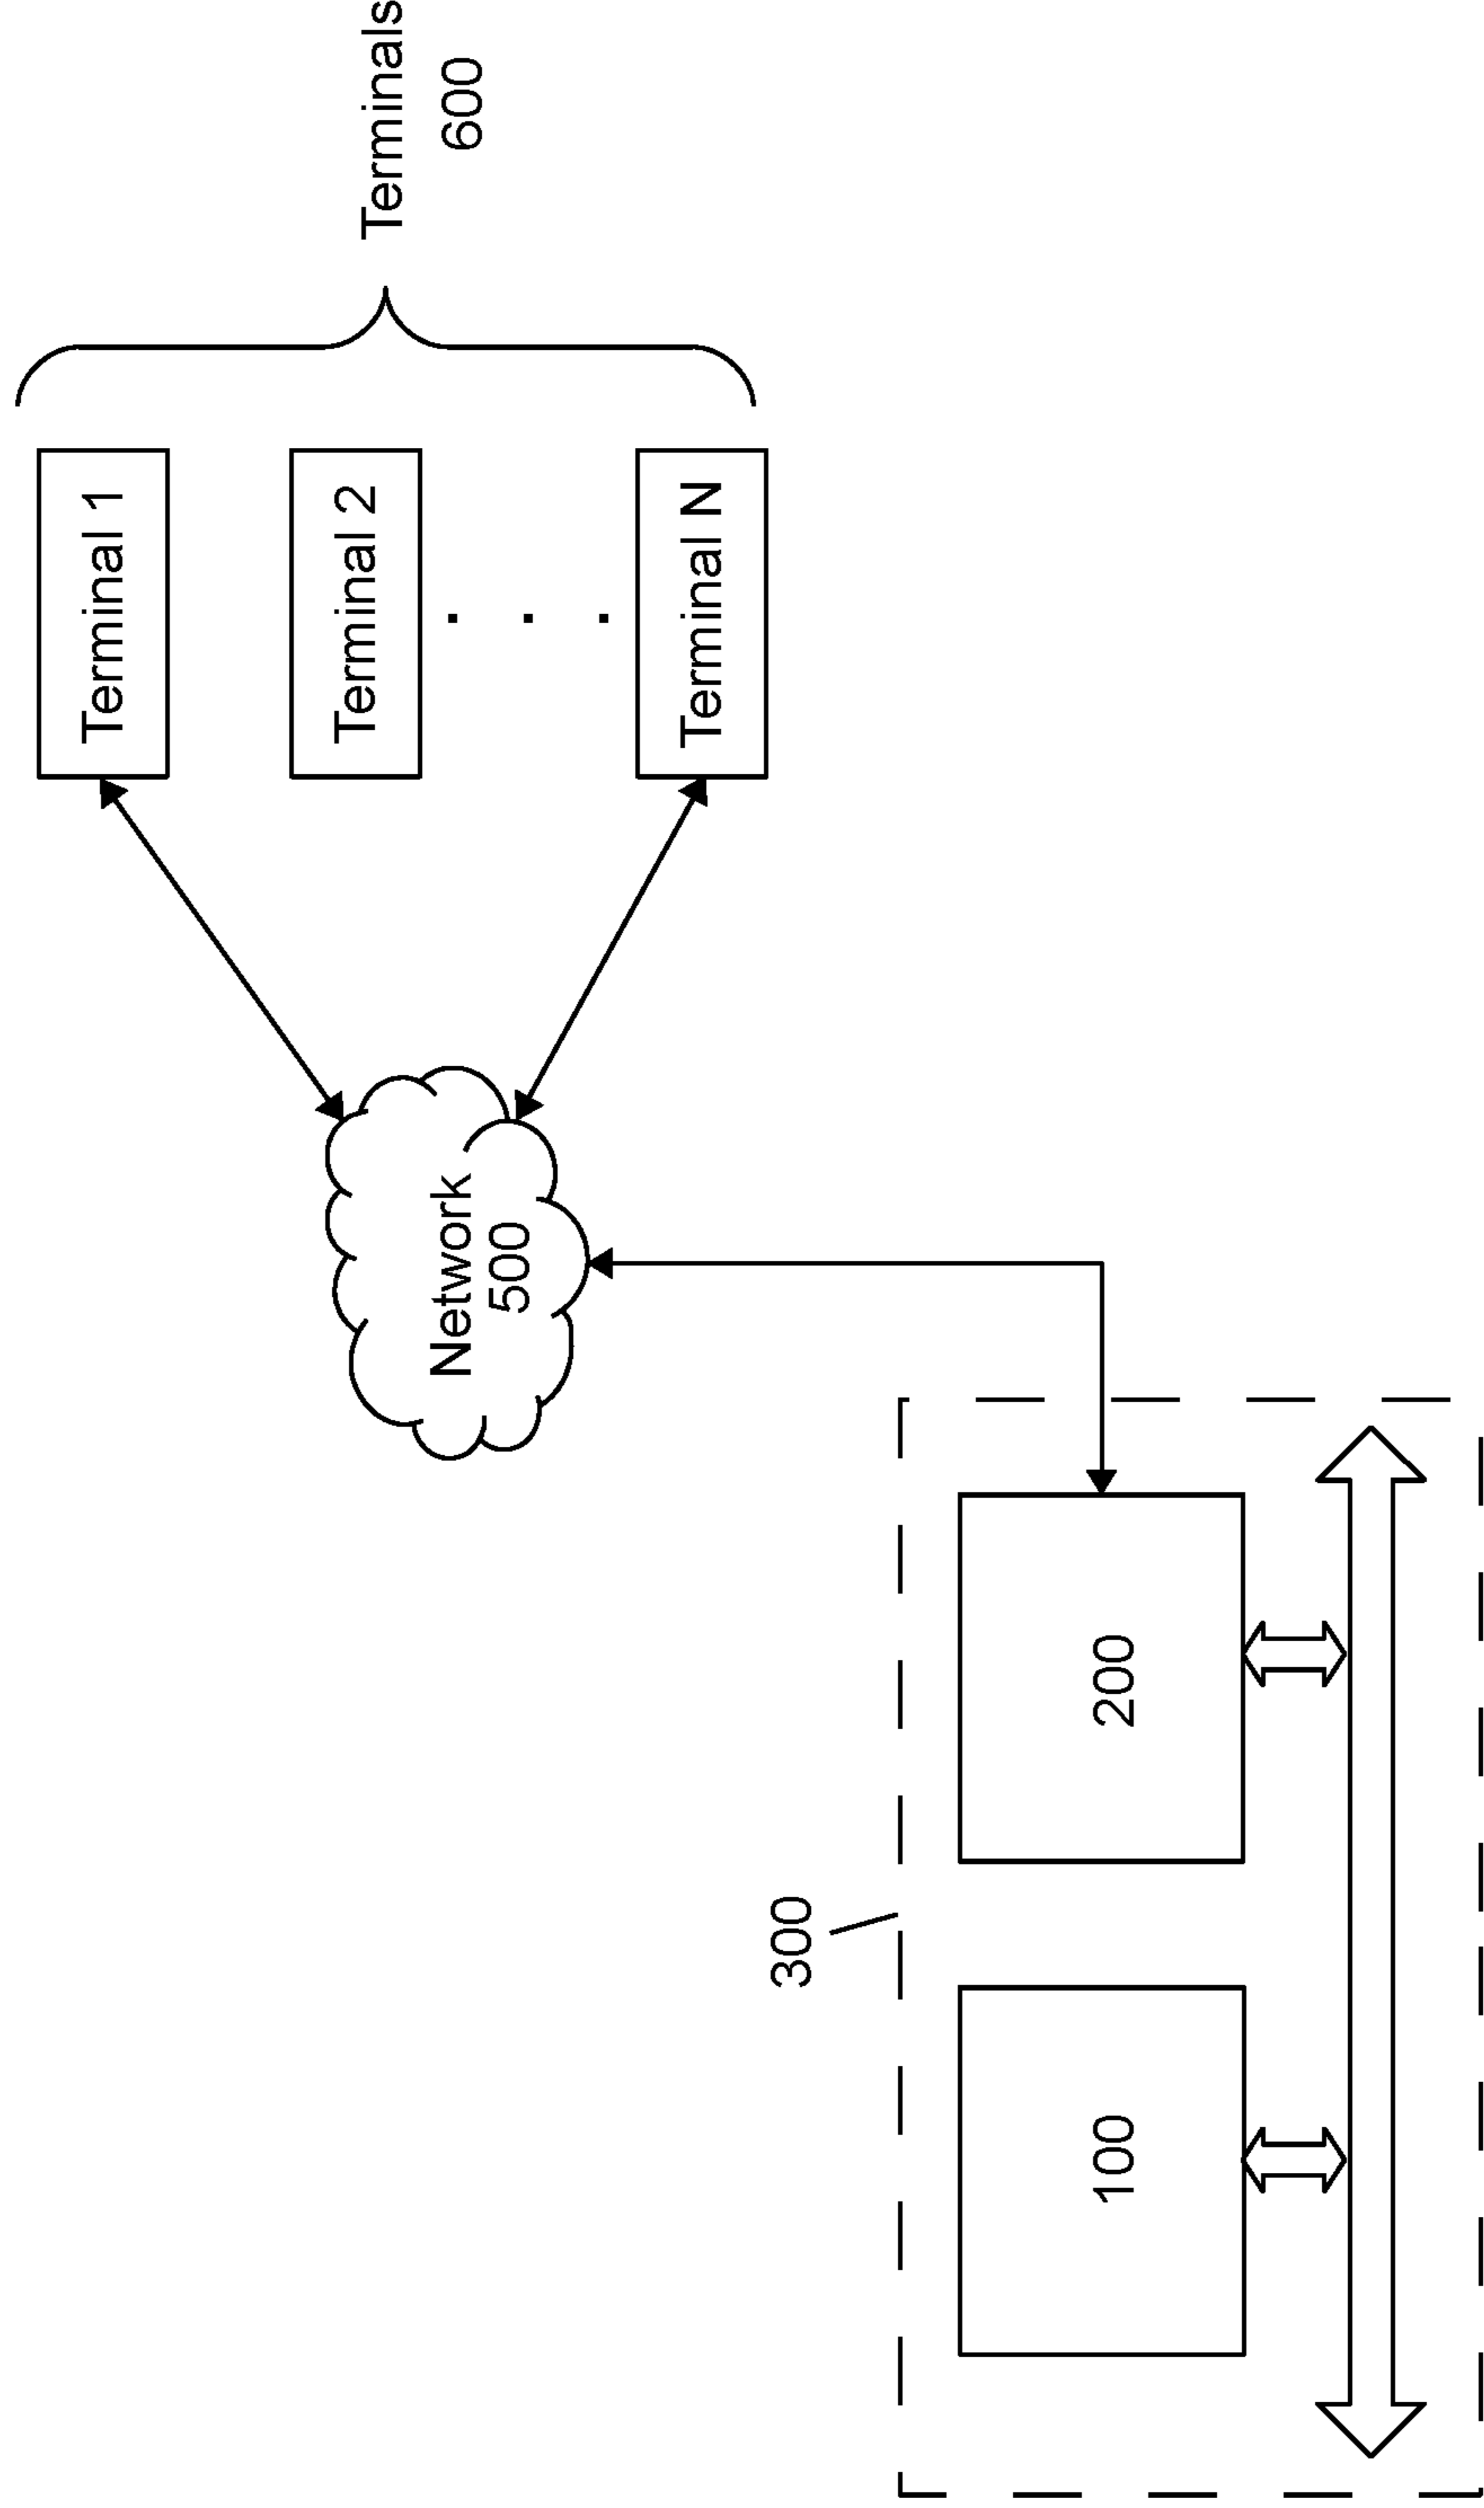 Terminal 1
Terminal 2
Terminal N
Terminals
600
Network
500
300
100
200